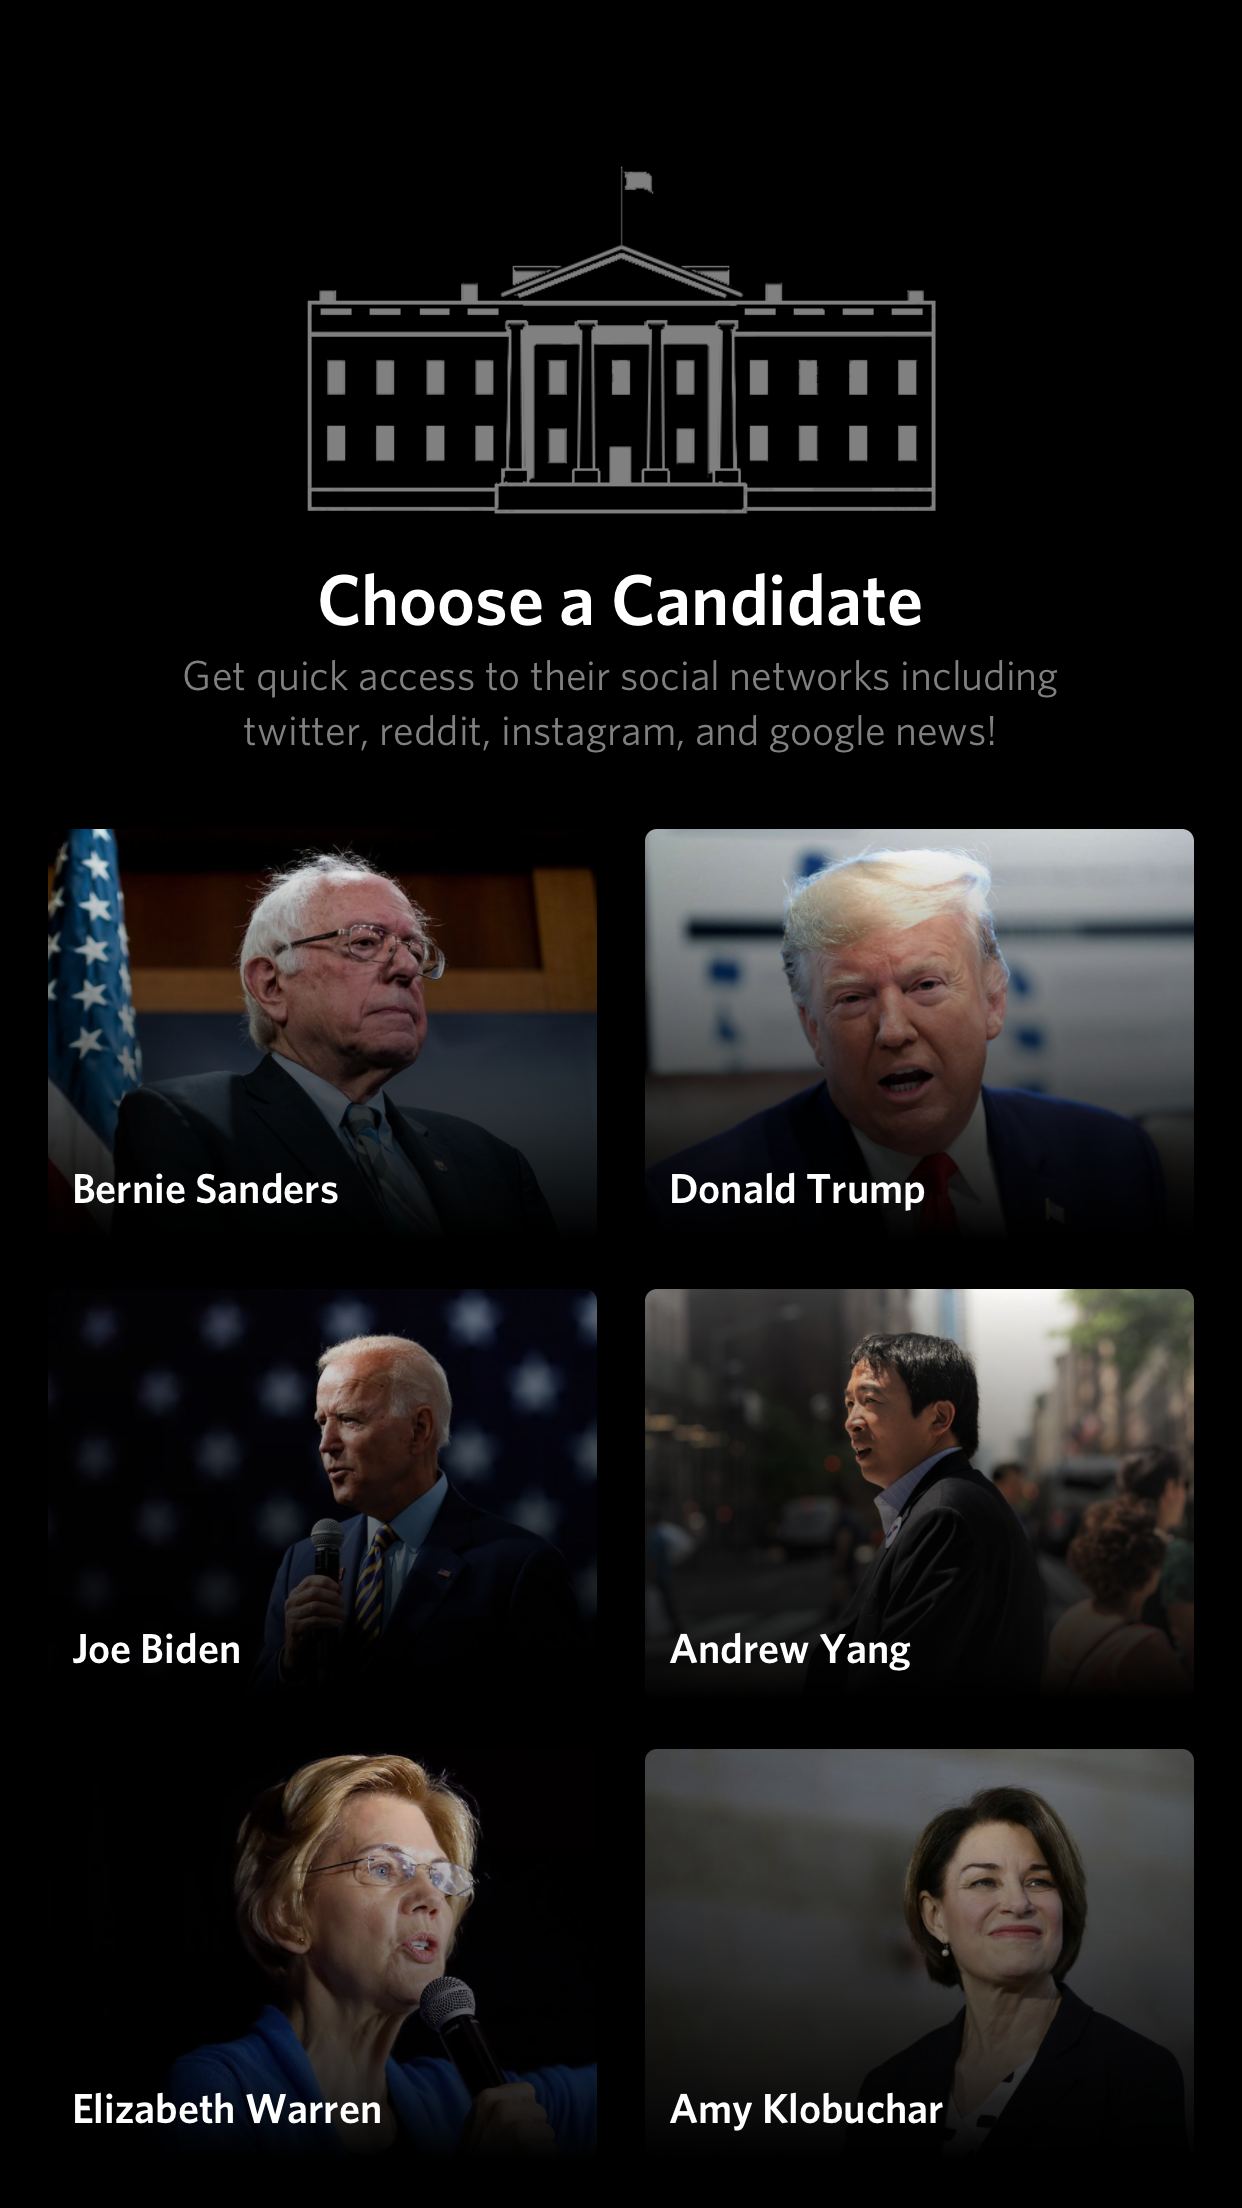 Choose a Candidate
Get quick access to their social networks including
twitter, reddit, instagram, and google news!
Bernie Sanders
Donald Trump
Joe Biden
Andrew Yang
Elizabeth Warren
Amy Klobuchar